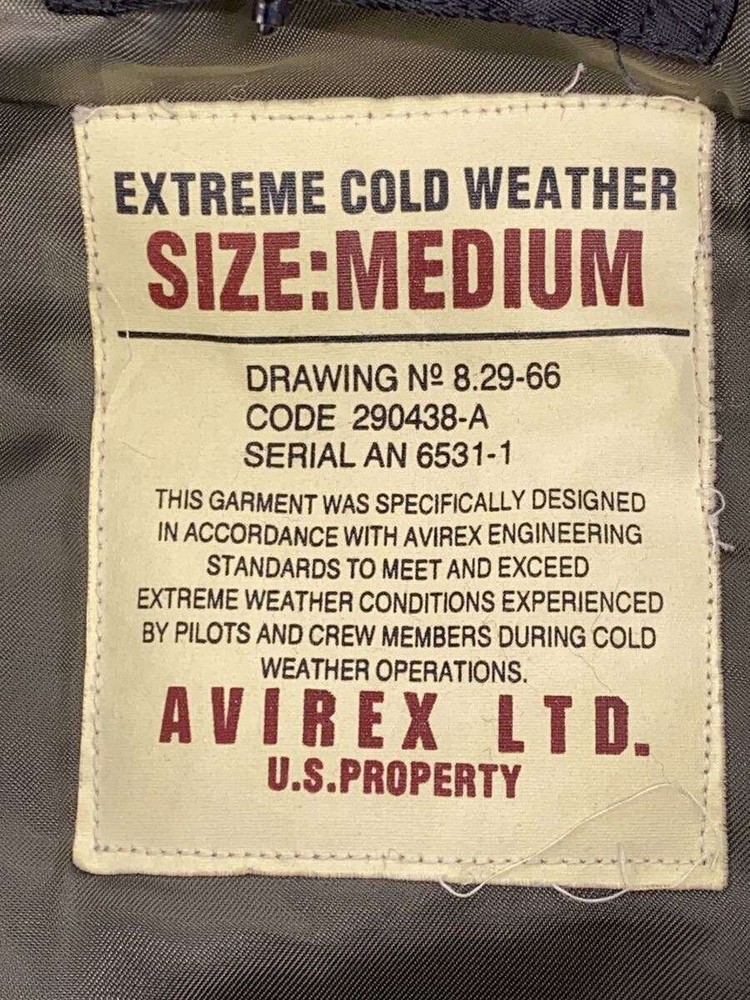 EXTREME COLD WEATHER
SIZE:MEDIUM
DRAWING Nº 8.29-66
CODE 290438-A
SERIAL AN 6531-1
THIS GARMENT WAS SPECIFICALLY DESIGNED
IN ACCORDANCE WITH AVIREX ENGINEERING
STANDARDS TO MEET AND EXCEED
EXTREME WEATHER CONDITIONS EXPERIENCED
BY PILOTS AND CREW MEMBERS DURING COLD
WEATHER OPERATIONS.
AVIREX LTD.
U.S.PROPERTY